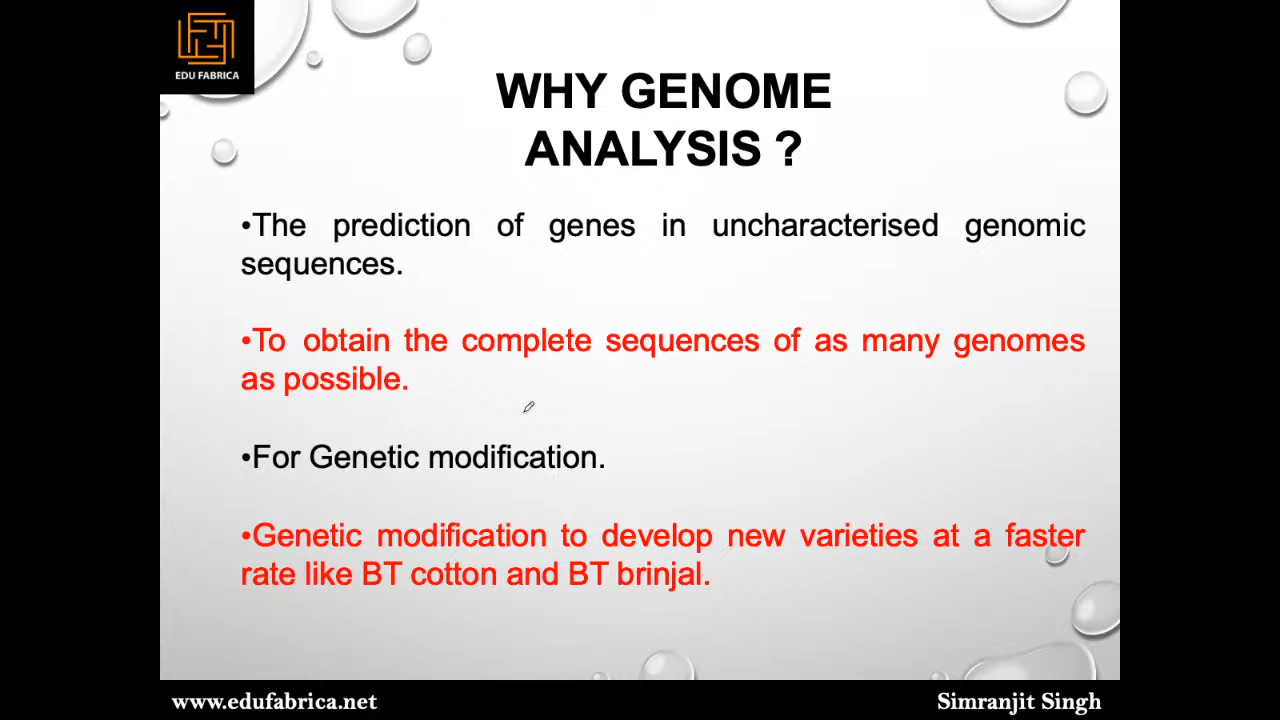 EDU FABRICA
WHY GENOME
ANALYSIS ?
•The prediction of genes in uncharacterised genomic
sequences.
•To obtain the complete sequences of as many genomes
as possible.
•For Genetic modification.
•Genetic modification to develop new varieties at a faster
rate like BT cotton and BT brinjal.
www.edufabrica.net
Simranjit Singh